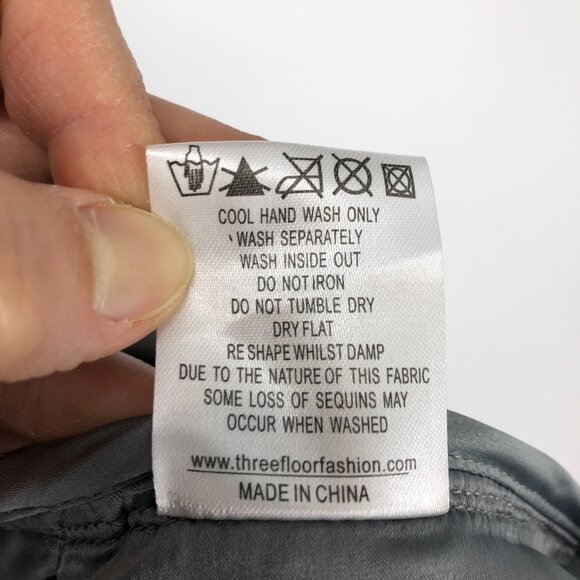 COOL HAND WASH ONLY
WASH SEPARATELY
WASH INSIDE OUT
DO NOT IRON
DO NOT TUMBLE DRY
DRY FLAT
RE SHAPE WHILST DAMP
DUE TO THE NATURE OF THIS FABRIC
SOME LOSS OF SEQUINS MAY
OCCUR WHEN WASHED
www.threefloorfashion.com
MADE IN CHINA